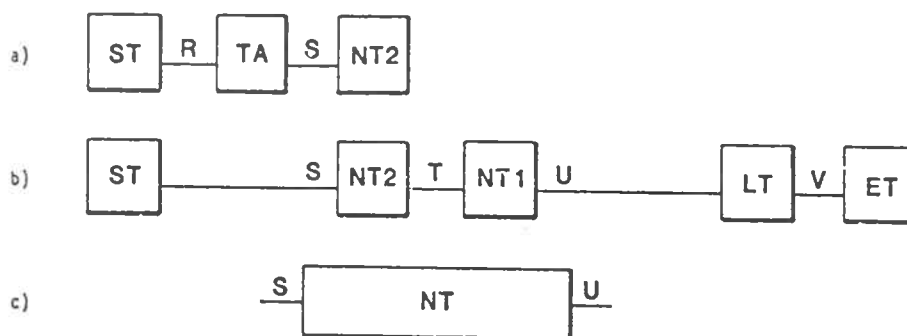 a) ST R TA S NT2
b) ST S NT2 T NT1 U LT V ET
c) S NT U